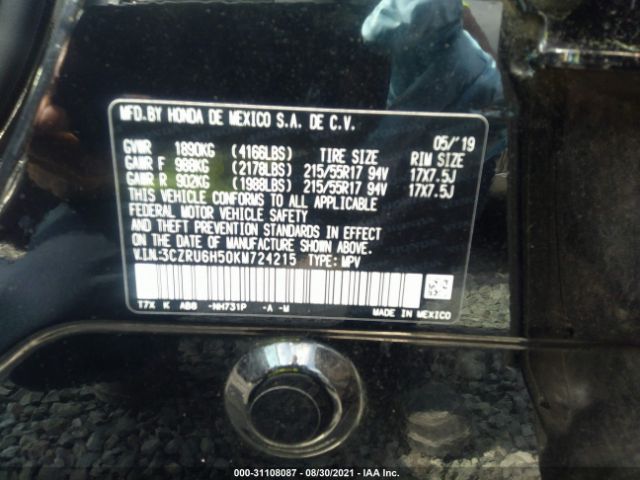 MFD.BY HONDA DE MEXICO S.A. DE C.V.
05/'19
GVWR 1890KG (4166LBS) TIRE SIZE RIM SIZE
GAWR F 988KG (2178LBS) 215/55R17 94V 17X7.5J
GAWR R 902KG (1988LBS) 215/55R17 94V 17X7.5J
THIS VEHICLE CONFORMS TO ALL APPLICABLE
FEDERAL MOTOR VEHICLE SAFETY
AND THEFT PREVENTION STANDARDS IN EFFECT
ON THE DATE OF MANUFACTURE SHOWN ABOVE.
V.I.N:3CZRU6H50KM724215 TYPE: MPV
T7X K AB8 -NH731P -A -M MADE IN MEXICO
000-31108087 - 08/30/2021 - IAA Inc.